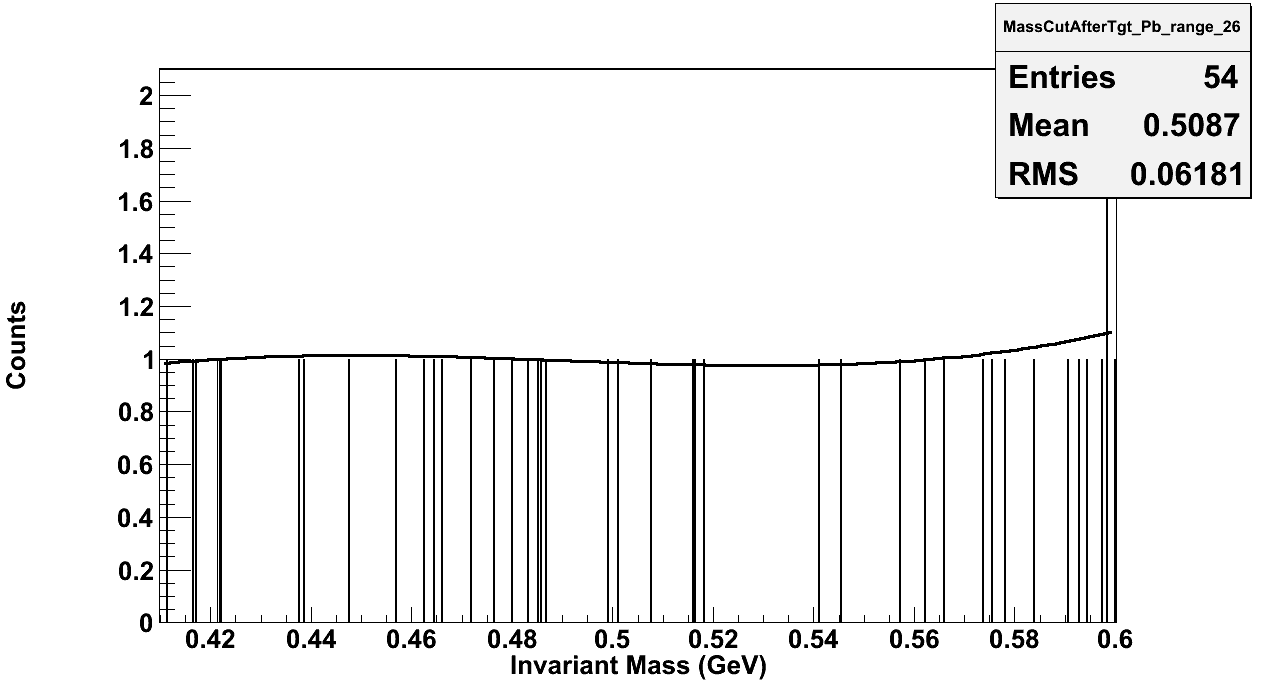 MassCutAfterTgt_Pb_range_26
Entries 54
Mean 0.5087
RMS 0.06181
2
1.8
1.6
1.4
1.2
1
0.8
0.6
0.4
0.2
0
Counts
0.42 0.44 0.46 0.48 0.5 0.52 0.54 0.56 0.58 0.6
Invariant Mass (GeV)